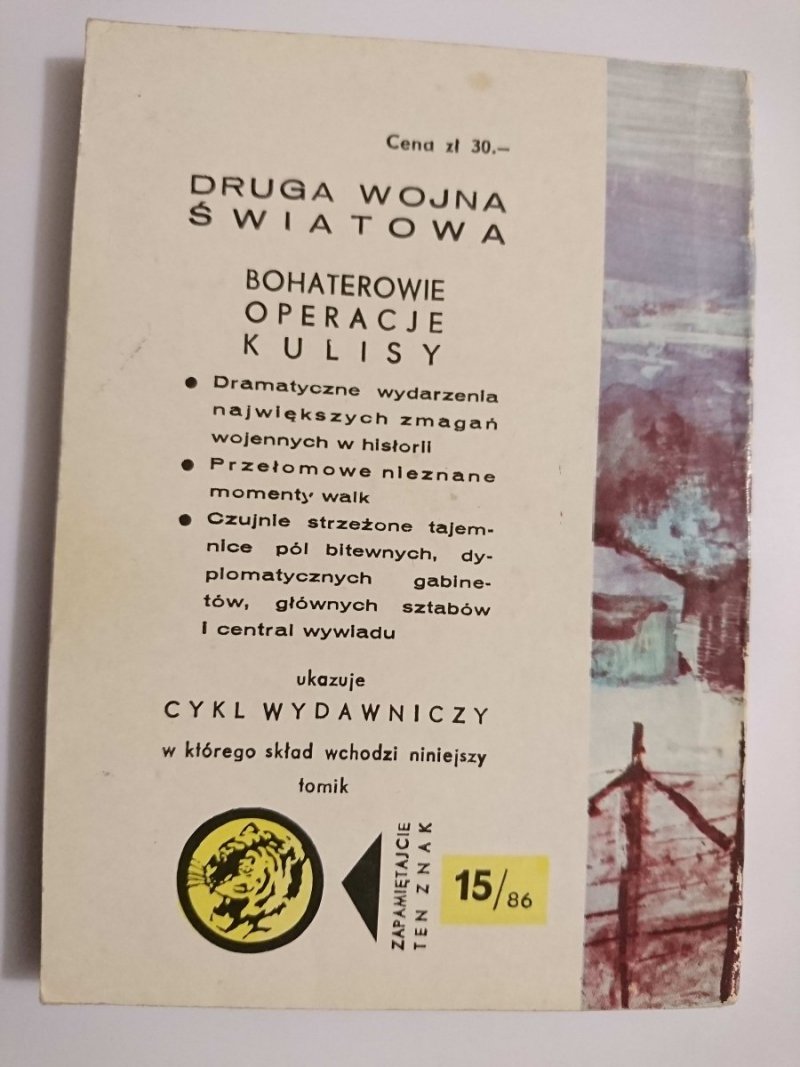 Cena zł 30.—
DRUGA WOJNA
ŚWIATOWA
BOHATEROWIE
OPERACJE
KULISY
● Dramatyczne wydarzenia
największych zmagań
wojennych w historii
● Przełomowe nieznane
momenty walk
● Czujnie strzeżone tajem-
nice pól bitewnych, dy-
plomatycznych gabine-
tów, głównych sztabów
i central wywiadu
ukazuje
CYKL WYDAWNICZY
w którego skład wchodzi niniejszy
tomik
ZAPAMIĘTAJCIE
TEN ZNAK
15/86